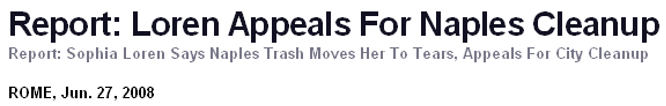 Report: Loren Appeals For Naples Cleanup
Report: Sophia Loren Says Naples Trash Moves Her To Tears, Appeals For City Cleanup
ROME, Jun. 27, 2008